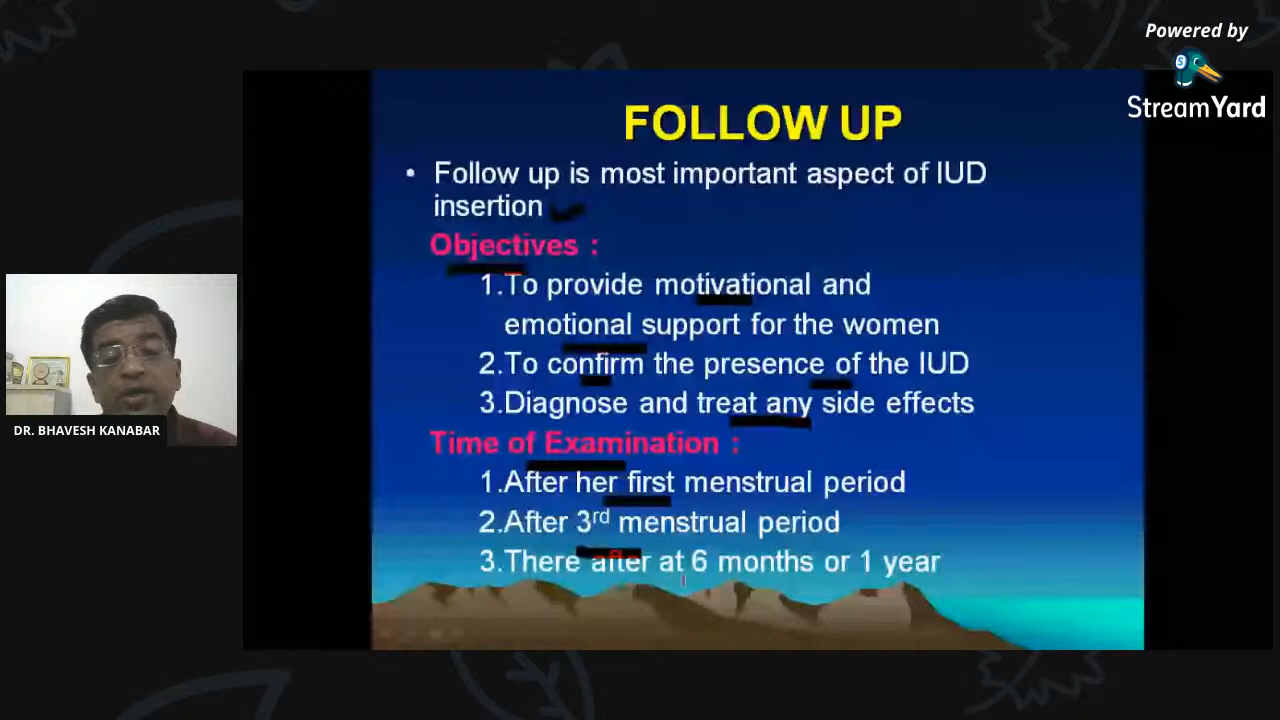 Powered by
StreamYard
FOLLOW UP
• Follow up is most important aspect of IUD
insertion
Objectives :
1.To provide motivational and
emotional support for the women
2.To confirm the presence of the IUD
3.Diagnose and treat any side effects
Time of Examination :
1.After her first menstrual period
2.After 3rd menstrual period
3.There after at 6 months or 1 year
DR. BHAVESH KANABAR